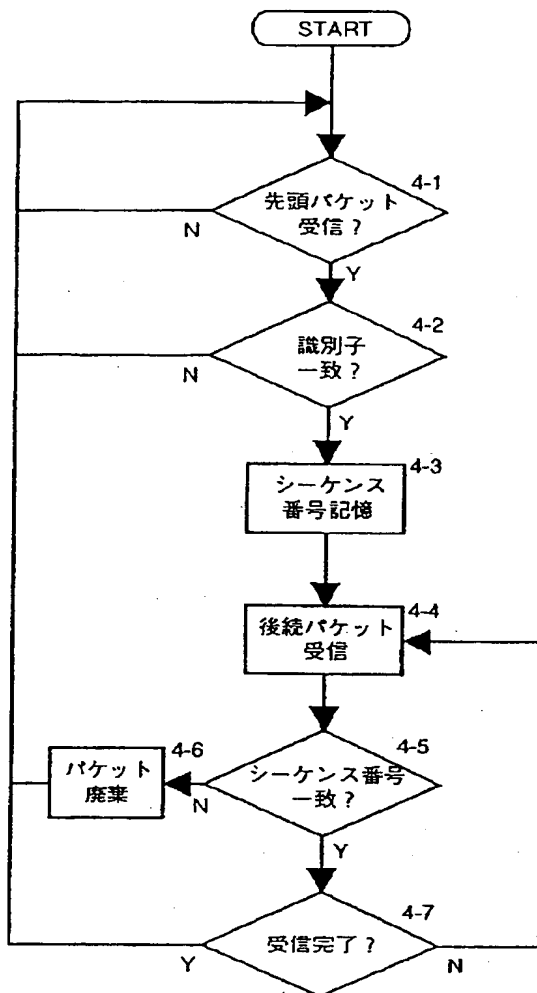 START
4-1
先頭パケット
受信?
N
Y
4-2
識別子
一致?
N
Y
4-3
シーケンス
番号記憶
4-4
後続パケット
受信
4-5
シーケンス番号
一致?
4-6
パケット
廃棄
N
Y
4-7
受信完了?
Y
N